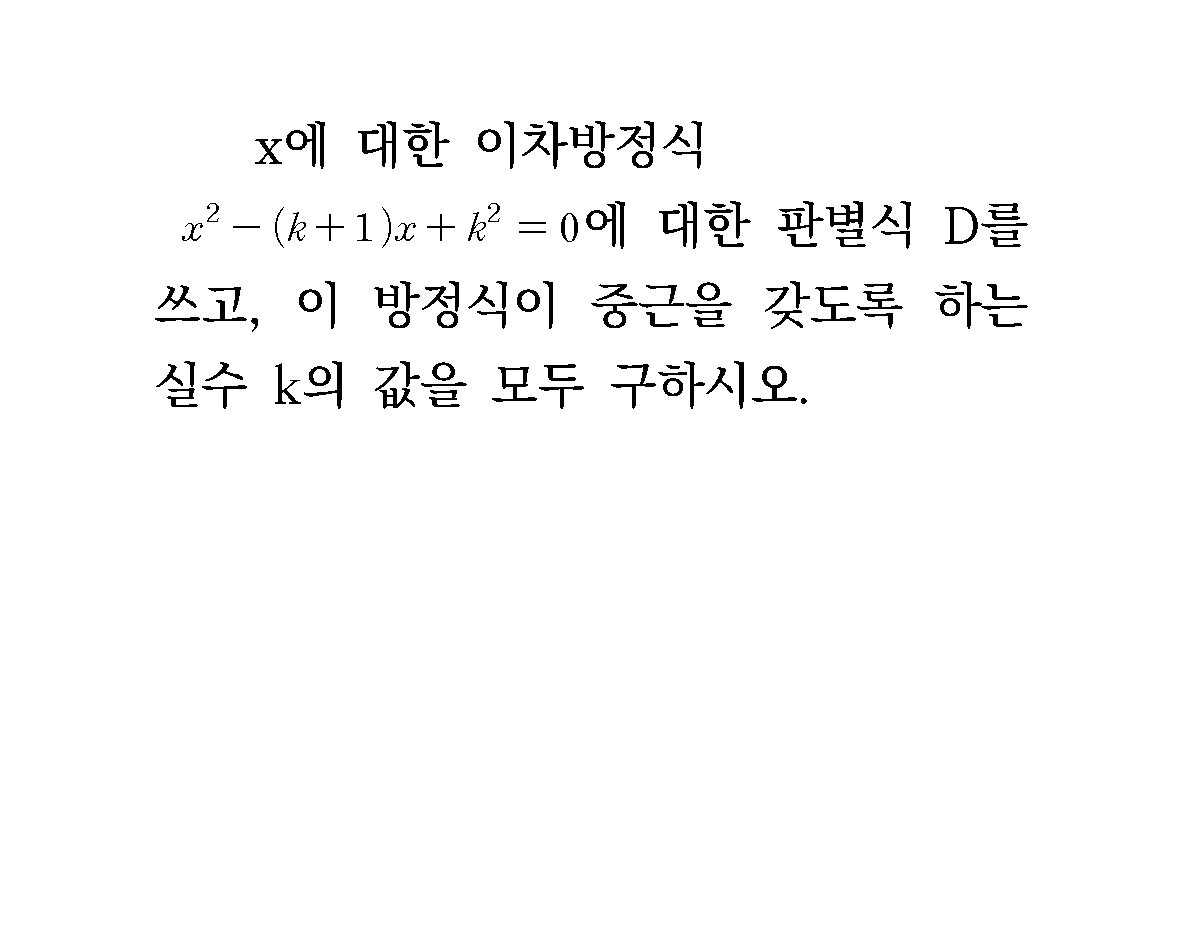 x에 대한 이차방정식
x² − (k+1)x + k² = 0에 대한 판별식 D를
쓰고, 이 방정식이 중근을 갖도록 하는
실수 k의 값을 모두 구하시오.